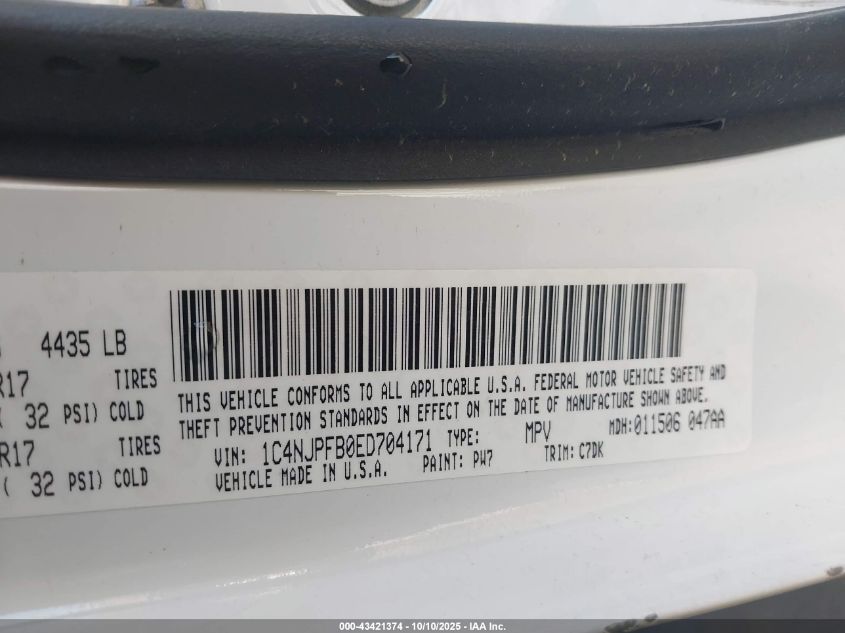 4435 LB
R17 TIRES
( 32 PSI) COLD
R17 TIRES
( 32 PSI) COLD
THIS VEHICLE CONFORMS TO ALL APPLICABLE U.S.A. FEDERAL MOTOR VEHICLE SAFETY AND
THEFT PREVENTION STANDARDS IN EFFECT ON THE DATE OF MANUFACTURE SHOWN ABOVE.
VIN: 1C4NJPFB0ED704171 TYPE: MPV MDH:011506 047AA
VEHICLE MADE IN U.S.A. PAINT: PW7 TRIM: C7DK
000-43421374 - 10/10/2025 - IAA Inc.